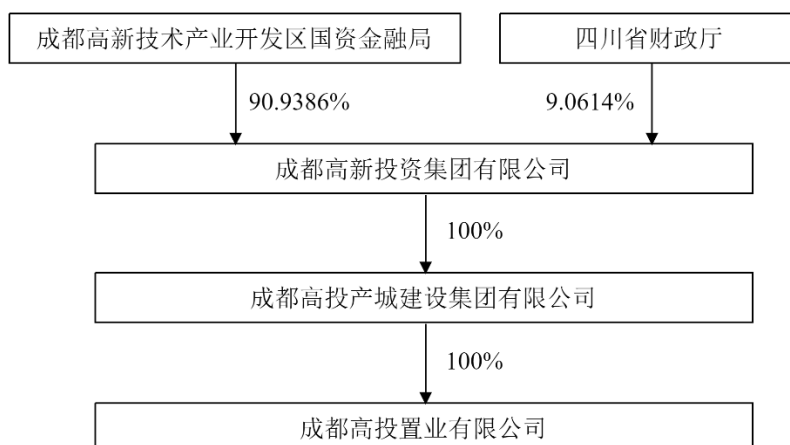 成都高新技术产业开发区国资金融局
四川省财政厅
90.9386%
9.0614%
成都高新投资集团有限公司
100%
成都高投产城建设集团有限公司
100%
成都高投置业有限公司